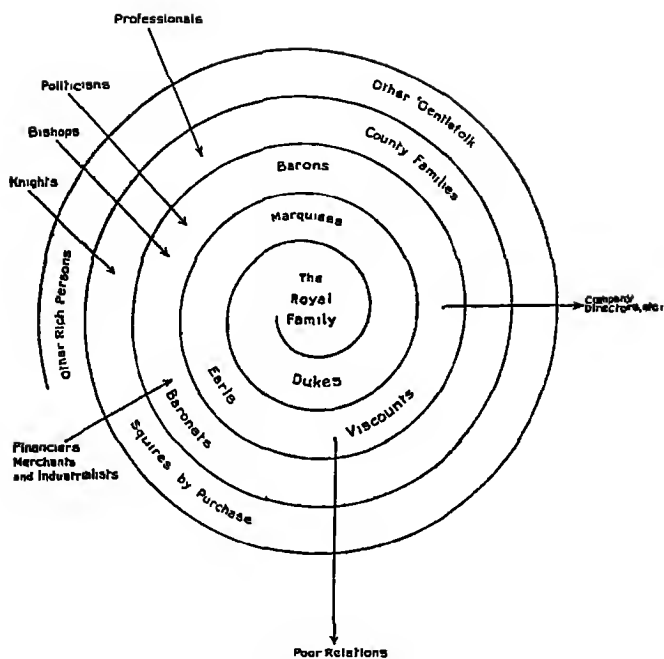 Professionals
Politicians
Bishops
Knights
Other "Gentlefolk
County Families
Barons
Marquises
The
Royal
Family
Dukes
Earls
Viscounts
Baronets
Squires by Purchase
Other Rich Persons
Company
Directors, etc.
Financiers
Merchants
and Industrialists
Poor Relations